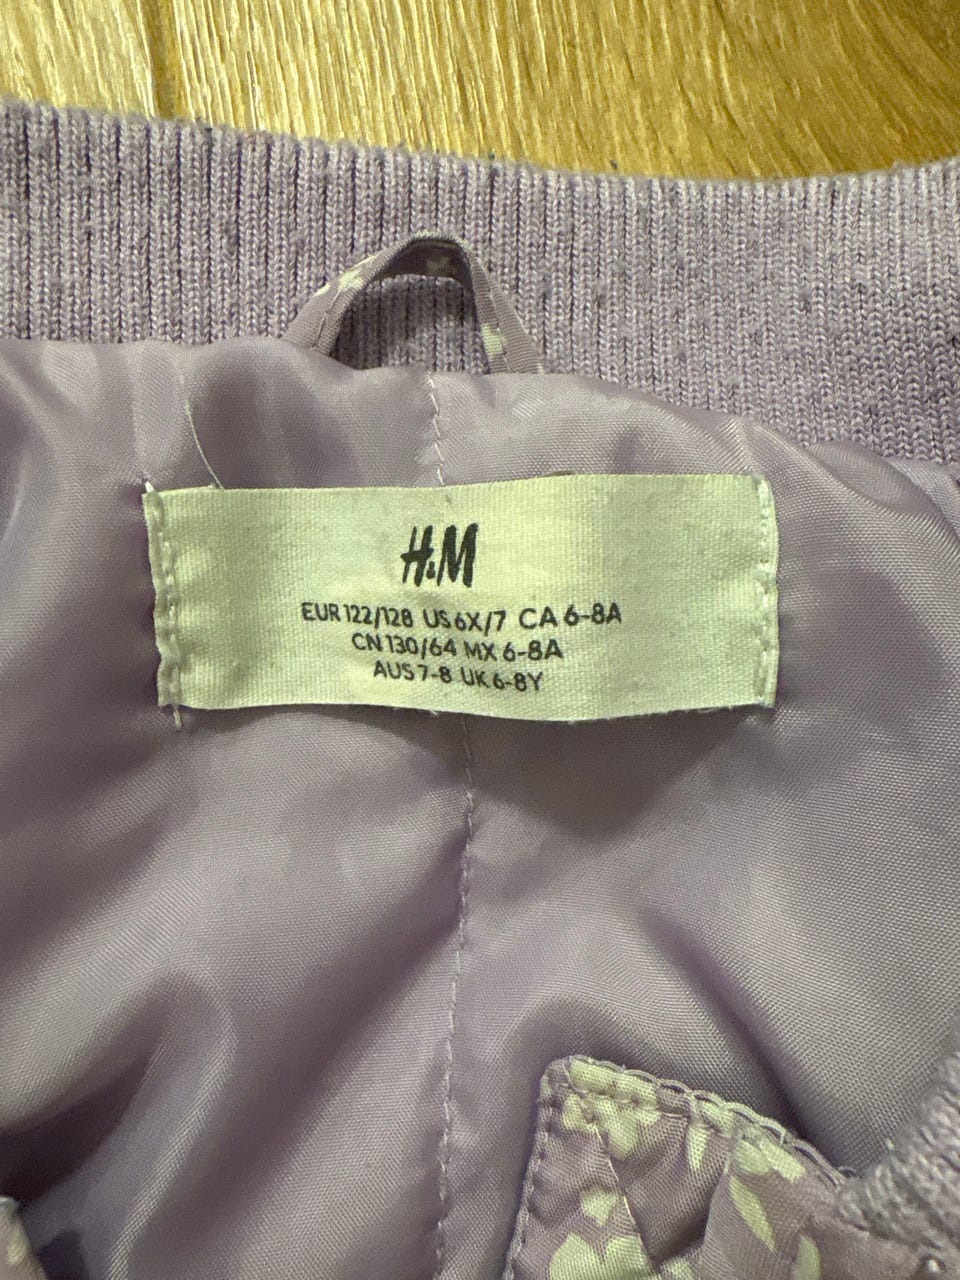 H&M
EUR 122/128 US 6X/7 CA 6-8A
CN 130/64 MX 6-8A
AUS 7-8 UK 6-8Y